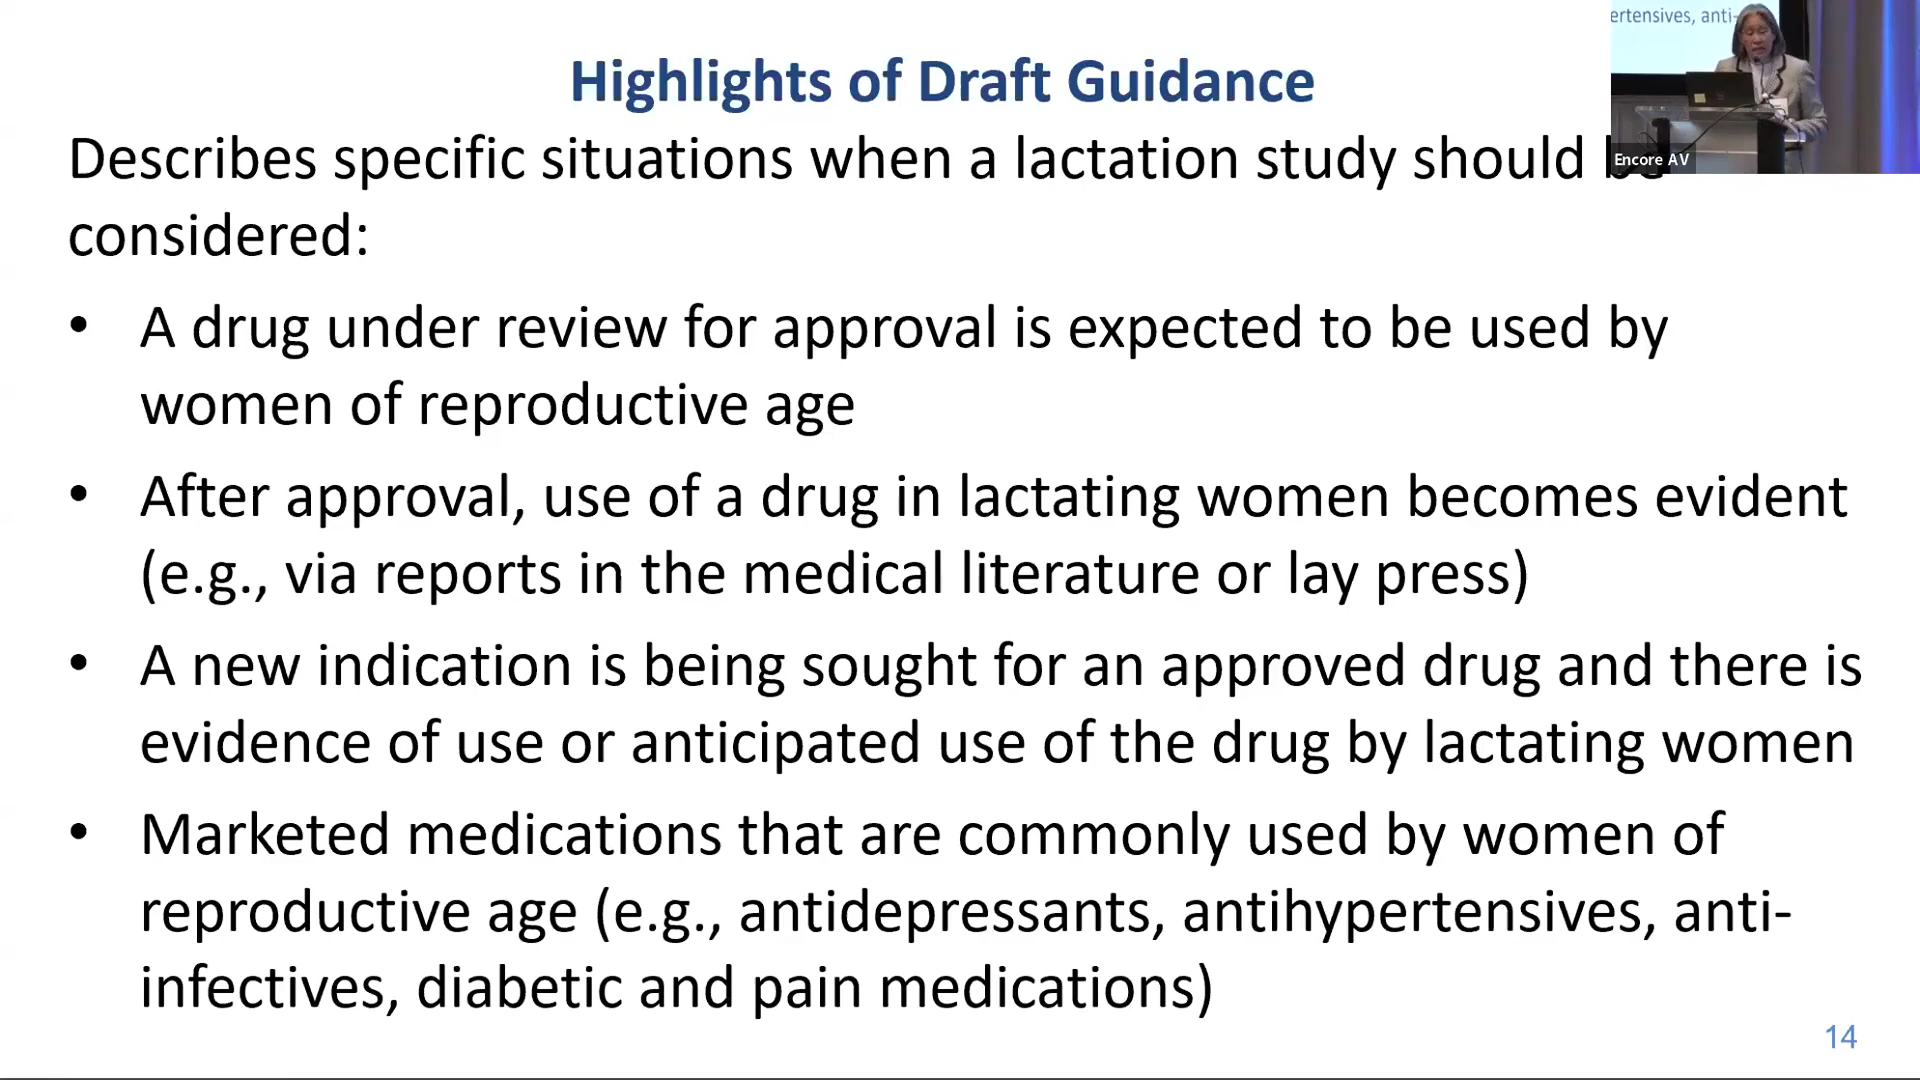 ertensives, anti-
Highlights of Draft Guidance
Describes specific situations when a lactation study should be
Encore AV
considered:
• A drug under review for approval is expected to be used by
women of reproductive age
• After approval, use of a drug in lactating women becomes evident
(e.g., via reports in the medical literature or lay press)
• A new indication is being sought for an approved drug and there is
evidence of use or anticipated use of the drug by lactating women
• Marketed medications that are commonly used by women of
reproductive age (e.g., antidepressants, antihypertensives, anti-
infectives, diabetic and pain medications)
14